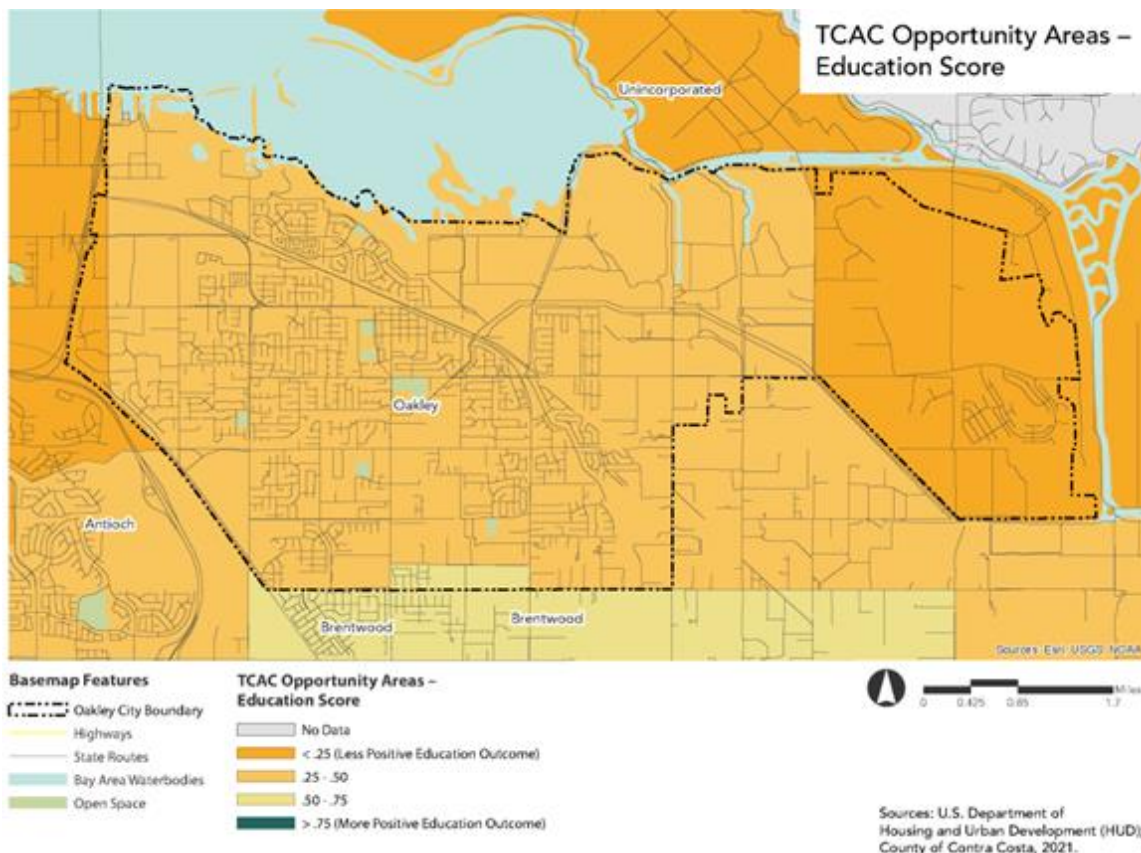 TCAC Opportunity Areas –
Education Score
Unincorporated
Oakley
Antioch
Brentwood
Brentwood
Sources: Esri, USGS, NOAA
Basemap Features
Oakley City Boundary
Highways
State Routes
Bay Area Waterbodies
Open Space
TCAC Opportunity Areas –
Education Score
No Data
< .25 (Less Positive Education Outcome)
.25 - .50
.50 - .75
> .75 (More Positive Education Outcome)
Miles
0 0.425 0.85 1.7
Sources: U.S. Department of
Housing and Urban Development (HUD);
County of Contra Costa, 2021.